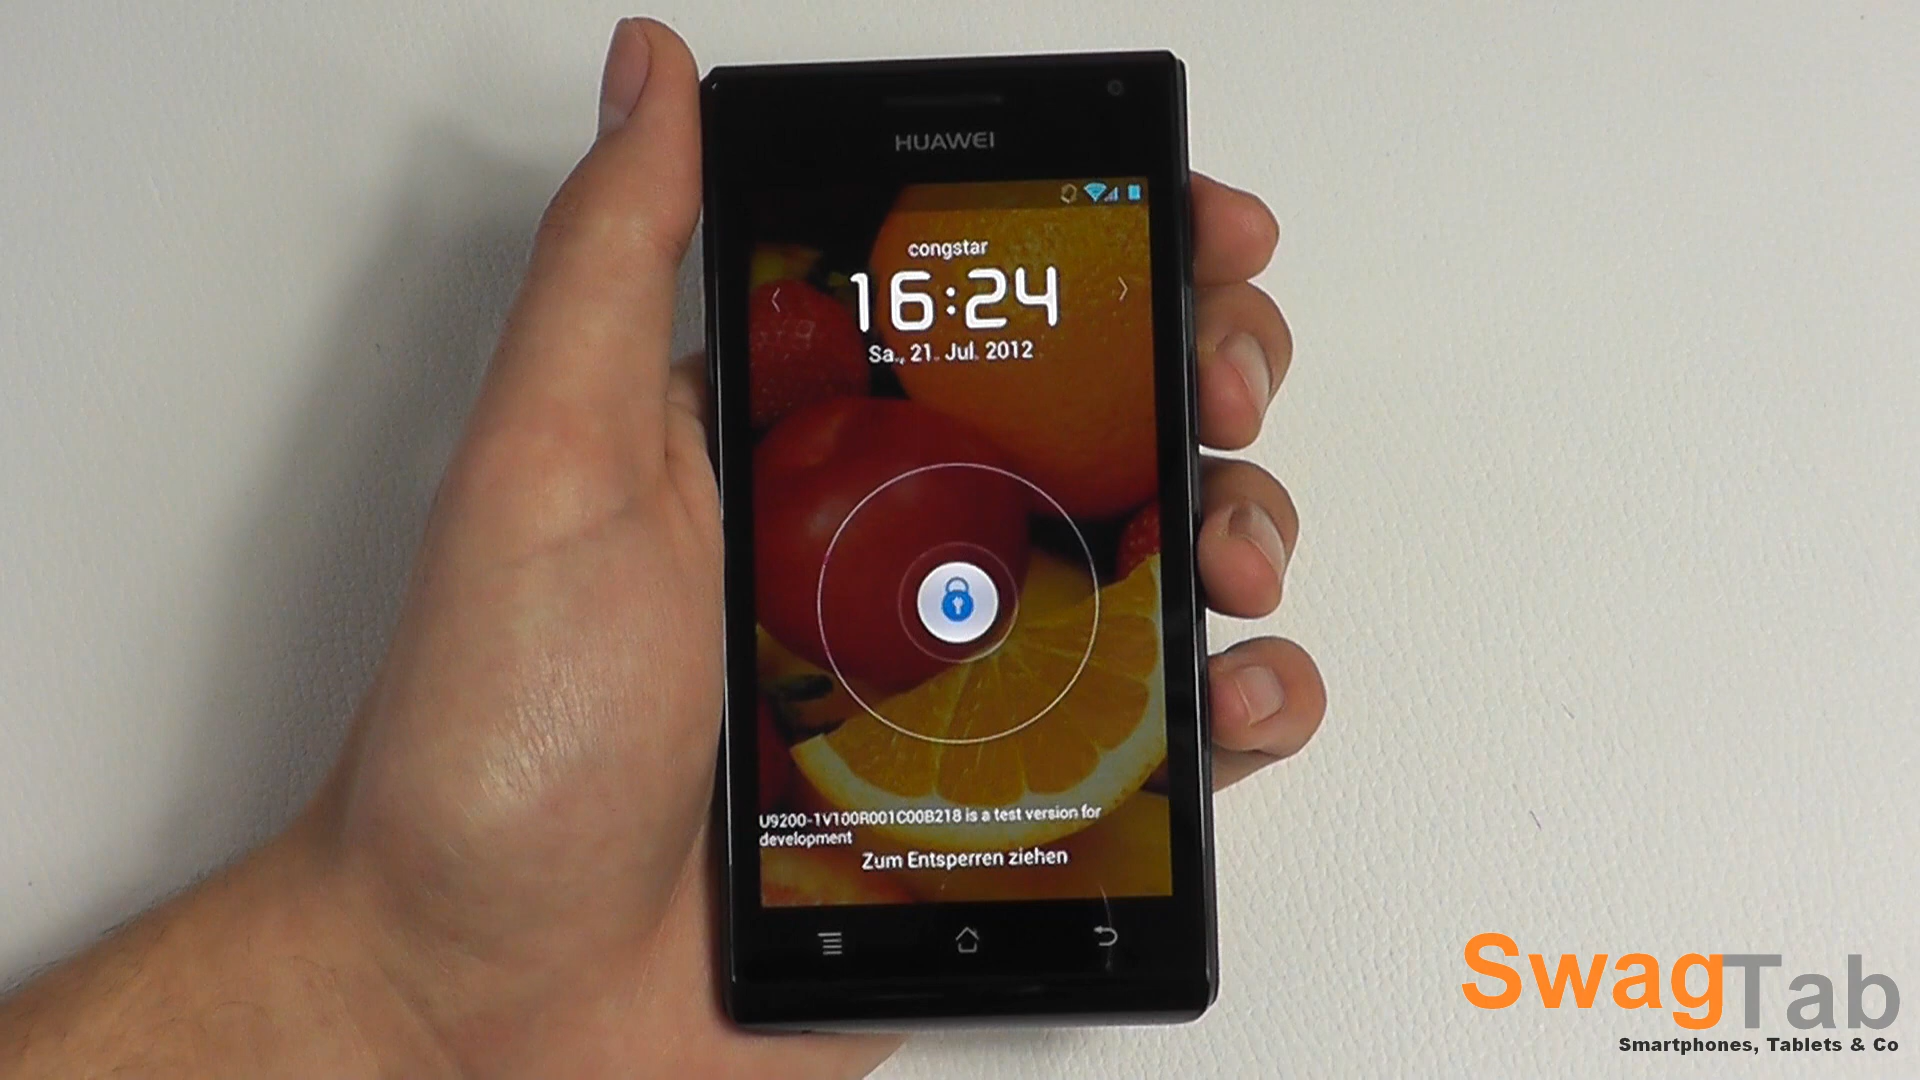 HUAWEI
congstar
16:24
Sa., 21. Jul. 2012
U9200-1V100R001C00B218 is a test version for
development
Zum Entsperren ziehen
SwagTab
Smartphones, Tablets & Co